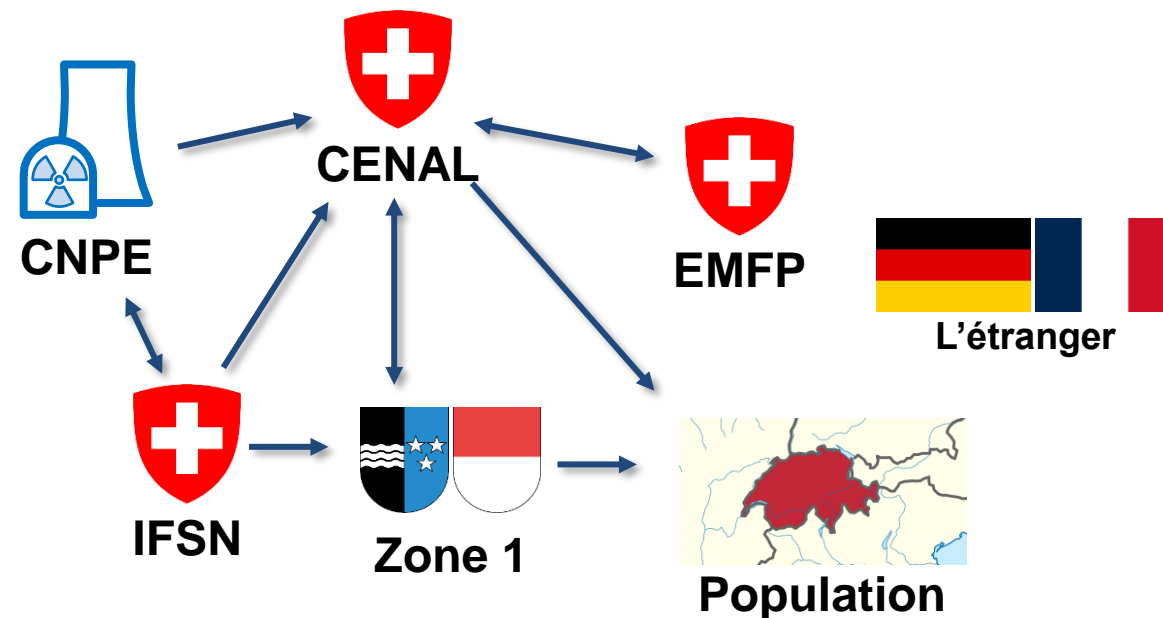 CENAL
CNPE
EMFP
L’étranger
IFSN
Zone 1
Population